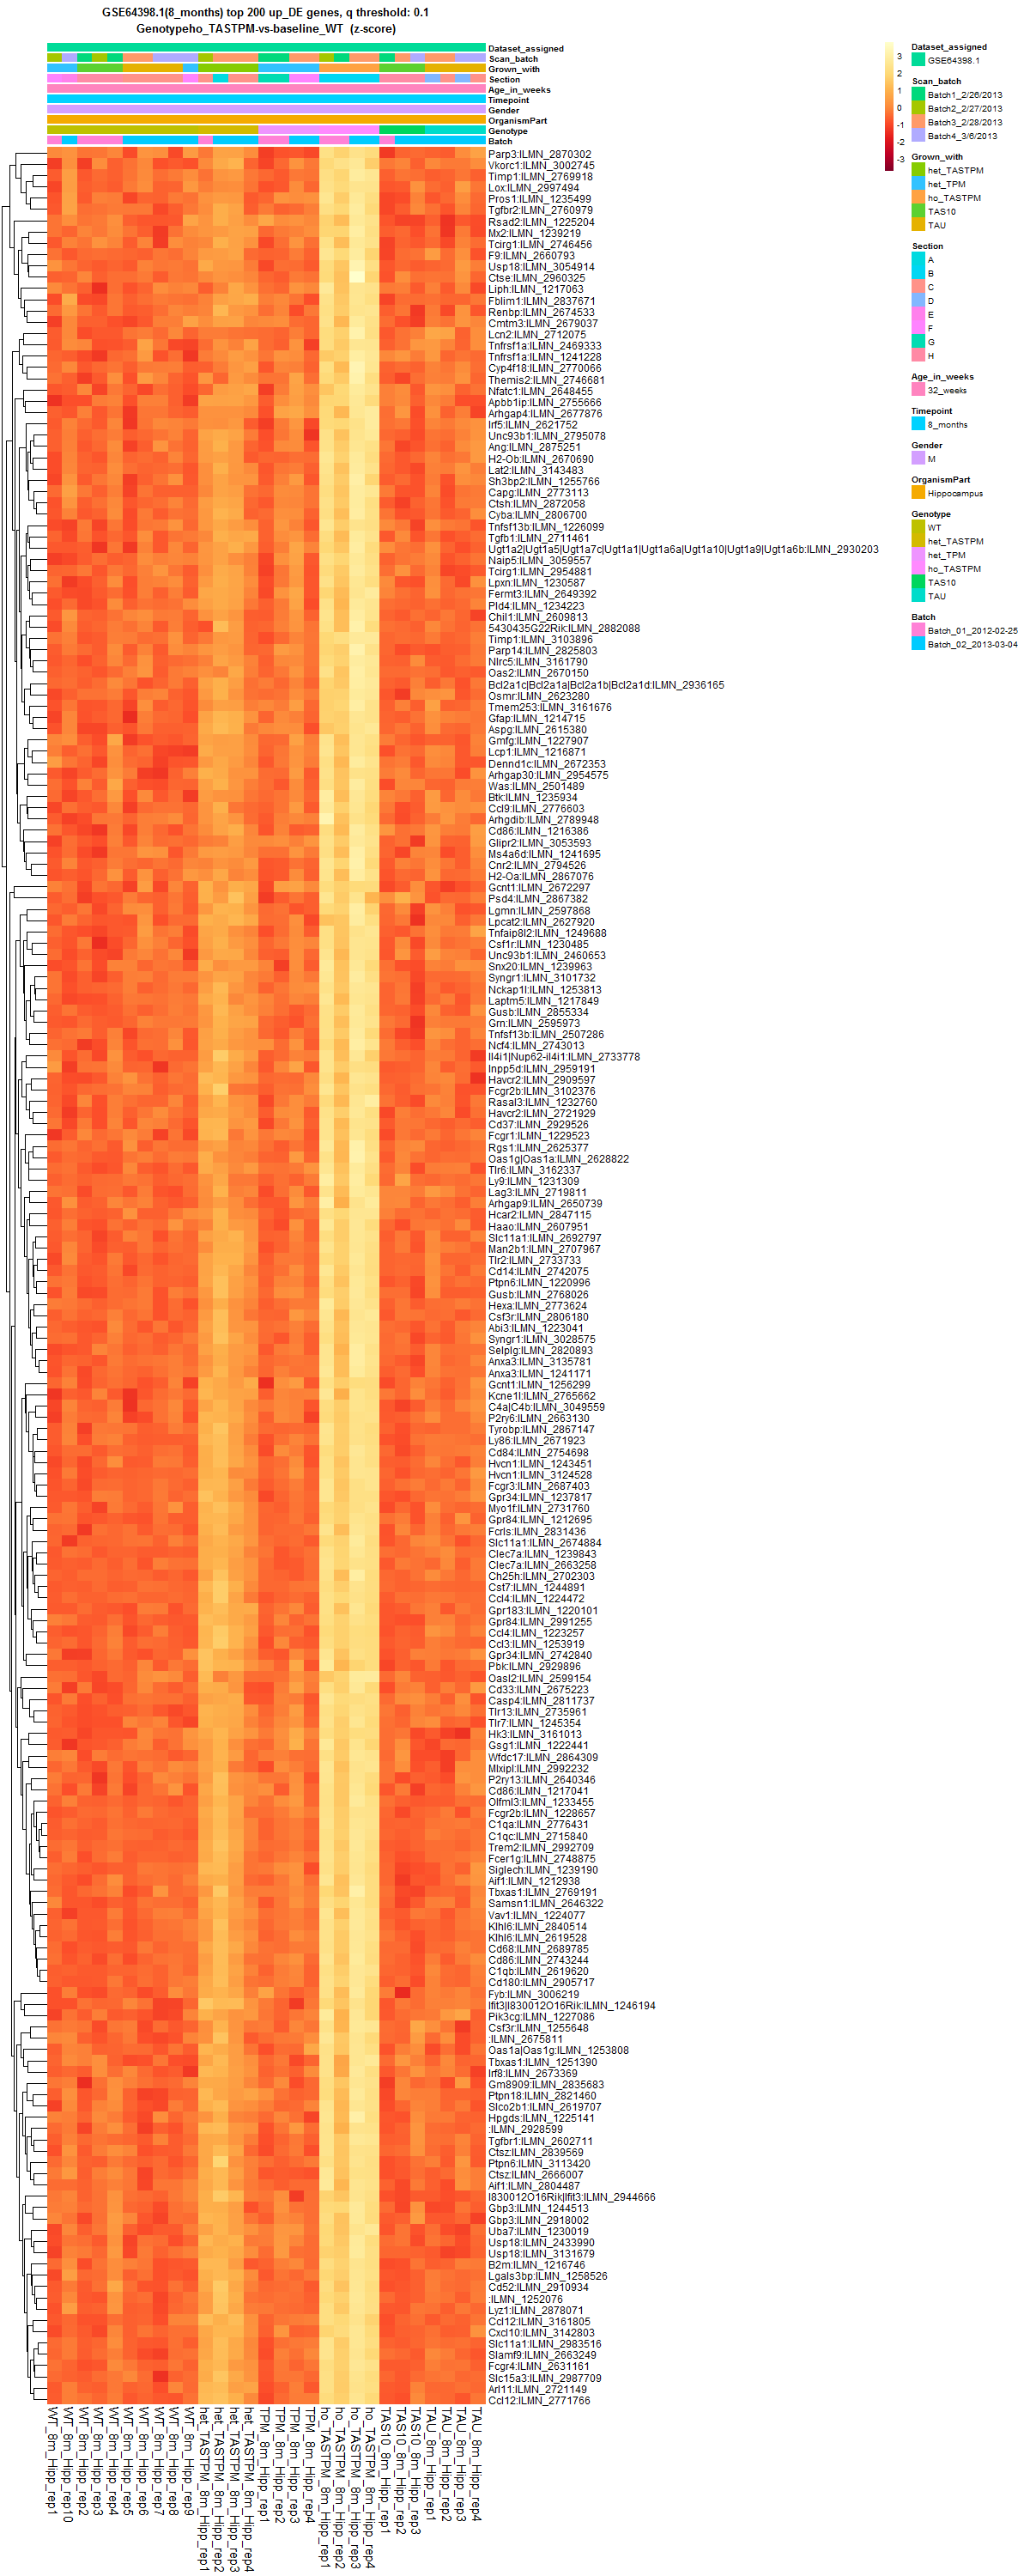 GSE64398.1(8_months) top 200 up_DE genes, q threshold: 0.1
Genotypeho_TASTPM-vs-baseline_WT (z-score)
Dataset_assigned
Scan_batch
Grown_with
Section
Age_in_weeks
Timepoint
Gender
OrganismPart
Genotype
Batch
3
2
1
0
-1
-2
-3
Dataset_assigned
GSE64398.1
Scan_batch
Batch1_2/26/2013
Batch2_2/27/2013
Batch3_2/28/2013
Batch4_3/6/2013
Grown_with
het_TASTPM
het_TPM
ho_TASTPM
TAS10
TAU
Section
A
B
C
D
E
F
G
H
Age_in_weeks
32_weeks
Timepoint
8_months
Gender
M
OrganismPart
Hippocampus
Genotype
WT
het_TASTPM
het_TPM
ho_TASTPM
TAS10
TAU
Batch
Batch_01_2012-02-25
Batch_02_2013-03-04
Parp3:ILMN_2870302
Vkorc1:ILMN_3002745
Timp1:ILMN_2769918
Lox:ILMN_2997494
Pros1:ILMN_1235499
Tgfbr2:ILMN_2760979
Rsad2:ILMN_1225204
Mx2:ILMN_1239219
Tcirg1:ILMN_2746456
F9:ILMN_2660793
Usp18:ILMN_3054914
Ctse:ILMN_2960325
Liph:ILMN_1217063
Fblim1:ILMN_2837671
Renbp:ILMN_2674533
Cmtm3:ILMN_2679037
Lcn2:ILMN_2712075
Tnfrsf1a:ILMN_2469333
Tnfrsf1a:ILMN_1241228
Cyp4f18:ILMN_2770066
Themis2:ILMN_2746681
Nfatc1:ILMN_2648455
Apbb1ip:ILMN_2755666
Arhgap4:ILMN_2677876
Irf5:ILMN_2621752
Unc93b1:ILMN_2795078
Ang:ILMN_2875251
H2-Ob:ILMN_2670690
Lat2:ILMN_3143483
Sh3bp2:ILMN_1255766
Capg:ILMN_2773113
Ctsh:ILMN_2872058
Cyba:ILMN_2806700
Tnfsf13b:ILMN_1226099
Tgfb1:ILMN_2711461
Ugt1a2|Ugt1a5|Ugt1a7c|Ugt1a1|Ugt1a6a|Ugt1a10|Ugt1a9|Ugt1a6b:ILMN_2930203
Naip5:ILMN_3059557
Tcirg1:ILMN_2954881
Lpxn:ILMN_1230587
Fermt3:ILMN_2649392
Pld4:ILMN_1234223
Chil1:ILMN_2609813
5430435G22Rik:ILMN_2882088
Timp1:ILMN_3103896
Parp14:ILMN_2825803
Nlrc5:ILMN_3161790
Oas2:ILMN_2670150
Bcl2a1c|Bcl2a1a|Bcl2a1b|Bcl2a1d:ILMN_2936165
Osmr:ILMN_2623280
Tmem253:ILMN_3161676
Gfap:ILMN_1214715
Aspg:ILMN_2615380
Gmfg:ILMN_1227907
Lcp1:ILMN_1216871
Dennd1c:ILMN_2672353
Arhgap30:ILMN_2954575
Was:ILMN_2501489
Btk:ILMN_1235934
Ccl9:ILMN_2776603
Arhgdib:ILMN_2789948
Cd86:ILMN_1216386
Glipr2:ILMN_3053593
Ms4a6d:ILMN_1241695
Cnr2:ILMN_2794526
H2-Oa:ILMN_2867076
Gcnt1:ILMN_2672297
Psd4:ILMN_2867382
Lgmn:ILMN_2597868
Lpcat2:ILMN_2627920
Tnfaip8l2:ILMN_1249688
Csf1r:ILMN_1230485
Unc93b1:ILMN_2460653
Snx20:ILMN_1239963
Syngr1:ILMN_3101732
Nckap1l:ILMN_1253813
Laptm5:ILMN_1217849
Gusb:ILMN_2855334
Grn:ILMN_2595973
Tnfsf13b:ILMN_2507286
Ncf4:ILMN_2743013
Il4i1|Nup62-il4i1:ILMN_2733778
Inpp5d:ILMN_2959191
Havcr2:ILMN_2909597
Fcgr2b:ILMN_3102376
Rasal3:ILMN_1232760
Havcr2:ILMN_2721929
Cd37:ILMN_2929526
Fcgr1:ILMN_1229523
Rgs1:ILMN_2625377
Oas1g|Oas1a:ILMN_2628822
Tlr6:ILMN_3162337
Ly9:ILMN_1231309
Lag3:ILMN_2719811
Arhgap9:ILMN_2650739
Hcar2:ILMN_2847115
Haao:ILMN_2607951
Slc11a1:ILMN_2692797
Man2b1:ILMN_2707967
Tlr2:ILMN_2733733
Cd14:ILMN_2742075
Ptpn6:ILMN_1220996
Gusb:ILMN_2768026
Hexa:ILMN_2773624
Csf3r:ILMN_2806180
Abi3:ILMN_1223041
Syngr1:ILMN_3028575
Selplg:ILMN_2820893
Anxa3:ILMN_3135781
Anxa3:ILMN_1241171
Gcnt1:ILMN_1256299
Kcne1l:ILMN_2765662
C4a|C4b:ILMN_3049559
P2ry6:ILMN_2663130
Tyrobp:ILMN_2867147
Ly86:ILMN_2671923
Cd84:ILMN_2754698
Hvcn1:ILMN_1243451
Hvcn1:ILMN_3124528
Fcgr3:ILMN_2687403
Gpr34:ILMN_1237817
Myo1f:ILMN_2731760
Gpr84:ILMN_1212695
Fcrls:ILMN_2831436
Slc11a1:ILMN_2674884
Clec7a:ILMN_1239843
Clec7a:ILMN_2663258
Ch25h:ILMN_2702303
Cst7:ILMN_1244891
Ccl4:ILMN_1224472
Gpr183:ILMN_1220101
Gpr84:ILMN_2991255
Ccl4:ILMN_1223257
Ccl3:ILMN_1253919
Gpr34:ILMN_2742840
Pbk:ILMN_2929896
Oasl2:ILMN_2599154
Cd33:ILMN_2675223
Casp4:ILMN_2811737
Tlr13:ILMN_2735961
Tlr7:ILMN_1245354
Hk3:ILMN_3161013
Gsg1:ILMN_1222441
Wfdc17:ILMN_2864309
Mlxipl:ILMN_2992232
P2ry13:ILMN_2640346
Cd86:ILMN_1217041
Olfml3:ILMN_1233455
Fcgr2b:ILMN_1228657
C1qa:ILMN_2776431
C1qc:ILMN_2715840
Trem2:ILMN_2992709
Fcer1g:ILMN_2748875
Siglech:ILMN_1239190
Aif1:ILMN_1212938
Tbxas1:ILMN_2769191
Samsn1:ILMN_2646322
Vav1:ILMN_1224077
Klhl6:ILMN_2840514
Klhl6:ILMN_2619528
Cd68:ILMN_2689785
Cd86:ILMN_2743244
C1qb:ILMN_2619620
Cd180:ILMN_2905717
Fyb:ILMN_3006219
Ifit3|I830012O16Rik:ILMN_1246194
Pik3cg:ILMN_1227086
Csf3r:ILMN_1255648
:ILMN_2675811
Oas1a|Oas1g:ILMN_1253808
Tbxas1:ILMN_1251390
Irf8:ILMN_2673369
Gm8909:ILMN_2835683
Ptpn18:ILMN_2821460
Slco2b1:ILMN_2619707
Hpgds:ILMN_1225141
:ILMN_2928599
Tgfbr1:ILMN_2602711
Ctsz:ILMN_2839569
Ptpn6:ILMN_3113420
Ctsz:ILMN_2666007
Aif1:ILMN_2804487
I830012O16Rik|Ifit3:ILMN_2944666
Gbp3:ILMN_1244513
Gbp3:ILMN_2918002
Uba7:ILMN_1230019
Usp18:ILMN_2433990
Usp18:ILMN_3131679
B2m:ILMN_1216746
Lgals3bp:ILMN_1258526
Cd52:ILMN_2910934
:ILMN_1252076
Lyz1:ILMN_2878071
Ccl12:ILMN_3161805
Cxcl10:ILMN_3142803
Slc11a1:ILMN_2983516
Slamf9:ILMN_2663249
Fcgr4:ILMN_2631161
Slc15a3:ILMN_2987709
Arl11:ILMN_2721149
Ccl12:ILMN_2771766
WT_8m_Hipp_rep1
WT_8m_Hipp_rep10
WT_8m_Hipp_rep2
WT_8m_Hipp_rep3
WT_8m_Hipp_rep4
WT_8m_Hipp_rep5
WT_8m_Hipp_rep6
WT_8m_Hipp_rep7
WT_8m_Hipp_rep8
WT_8m_Hipp_rep9
het_TASTPM_8m_Hipp_rep1
het_TASTPM_8m_Hipp_rep2
het_TASTPM_8m_Hipp_rep3
het_TASTPM_8m_Hipp_rep4
TPM_8m_Hipp_rep1
TPM_8m_Hipp_rep2
TPM_8m_Hipp_rep3
TPM_8m_Hipp_rep4
ho_TASTPM_8m_Hipp_rep1
ho_TASTPM_8m_Hipp_rep2
ho_TASTPM_8m_Hipp_rep3
ho_TASTPM_8m_Hipp_rep4
TAS10_8m_Hipp_rep1
TAS10_8m_Hipp_rep2
TAS10_8m_Hipp_rep3
TAU_8m_Hipp_rep1
TAU_8m_Hipp_rep2
TAU_8m_Hipp_rep3
TAU_8m_Hipp_rep4